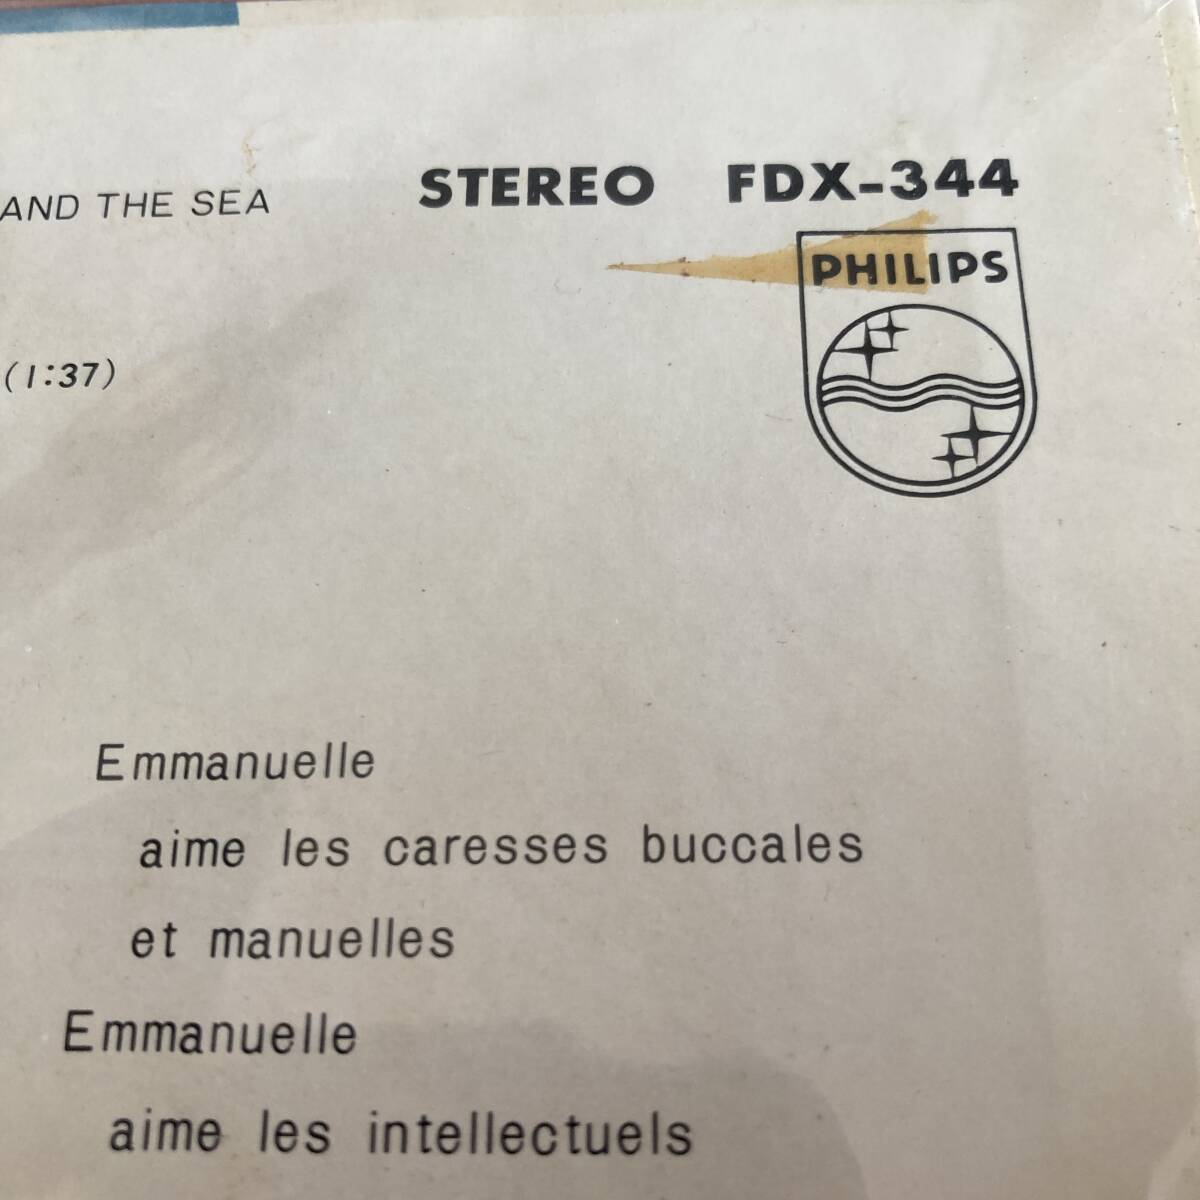 AND THE SEA STEREO FDX-344
PHILIPS
(1:37)
Emmanuelle
aime les caresses buccales
et manuelles
Emmanuelle
aime les intellectuels